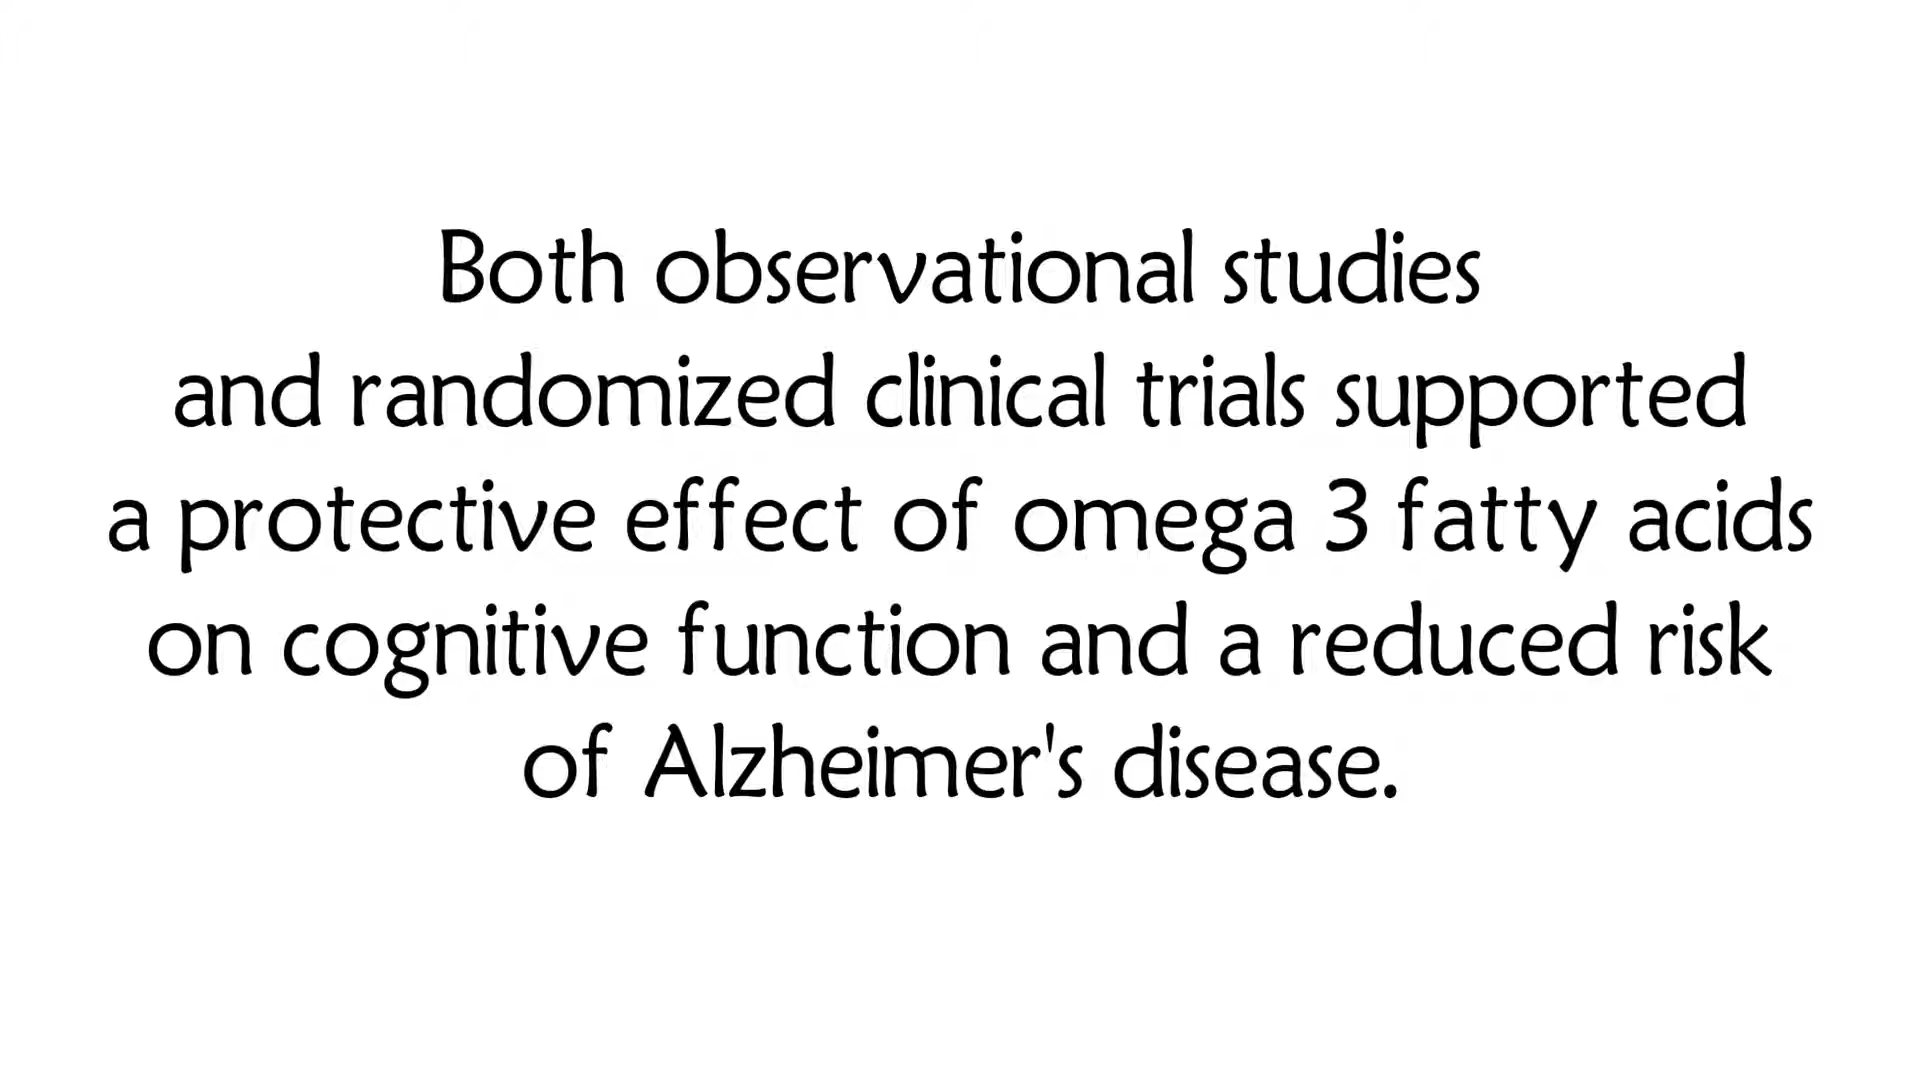 Both observational studies
and randomized clinical trials supported
a protective effect of omega 3 fatty acids
on cognitive function and a reduced risk
of Alzheimer's disease.